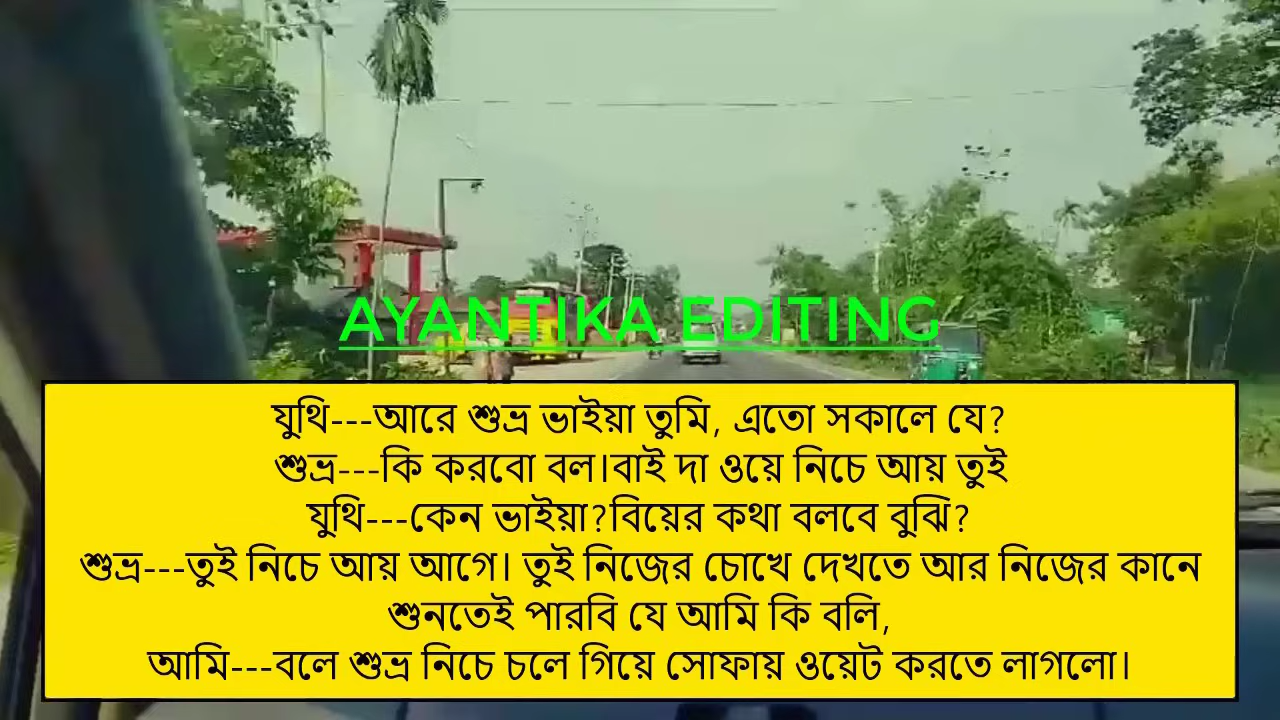 AYANTIKA EDITING
যুথি---আরে শুভ্র ভাইয়া তুমি, এতো সকালে যে?
শুভ্র---কি করবো বল।বাই দা ওয়ে নিচে আয় তুই
যুথি---কেন ভাইয়া?বিয়ের কথা বলবে বুঝি?
শুভ্র---তুই নিচে আয় আগে। তুই নিজের চোখে দেখতে আর নিজের কানে
শুনতেই পারবি যে আমি কি বলি,
আমি---বলে শুভ্র নিচে চলে গিয়ে সোফায় ওয়েট করতে লাগলো।